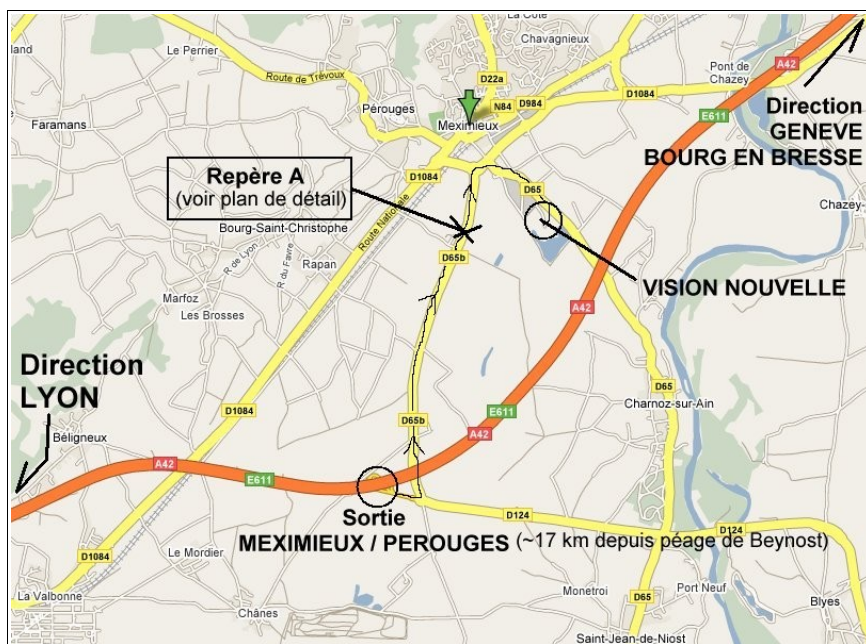 La Côte
Chavagnieux
Le Perrier
Route de Trévoux
D22a
Pont de
Chazey
A42
Pérouges
N84
D984
D1084
E611
Direction
GENEVE
BOURG EN BRESSE
Faramans
Meximieux
Repère A
(voir plan de détail)
D1084
D65
Route Nationale
Chazey
Bourg-Saint-Christophe
R de Lyon
R du Favre
Rapan
D65b
VISION NOUVELLE
Marfoz
Les Brosses
A42
Direction
LYON
D65
Charnoz-sur-Ain
D1084
D65b
E611
Béligneux
A42
A42
E611
Sortie
MEXIMIEUX / PEROUGES (~17 km depuis péage de Beynost)
D124
D124
D1084
Le Mordier
La Valbonne
Chânes
Monetroi
Port Neuf
D65
Blyes
Saint-Jean-de-Niost